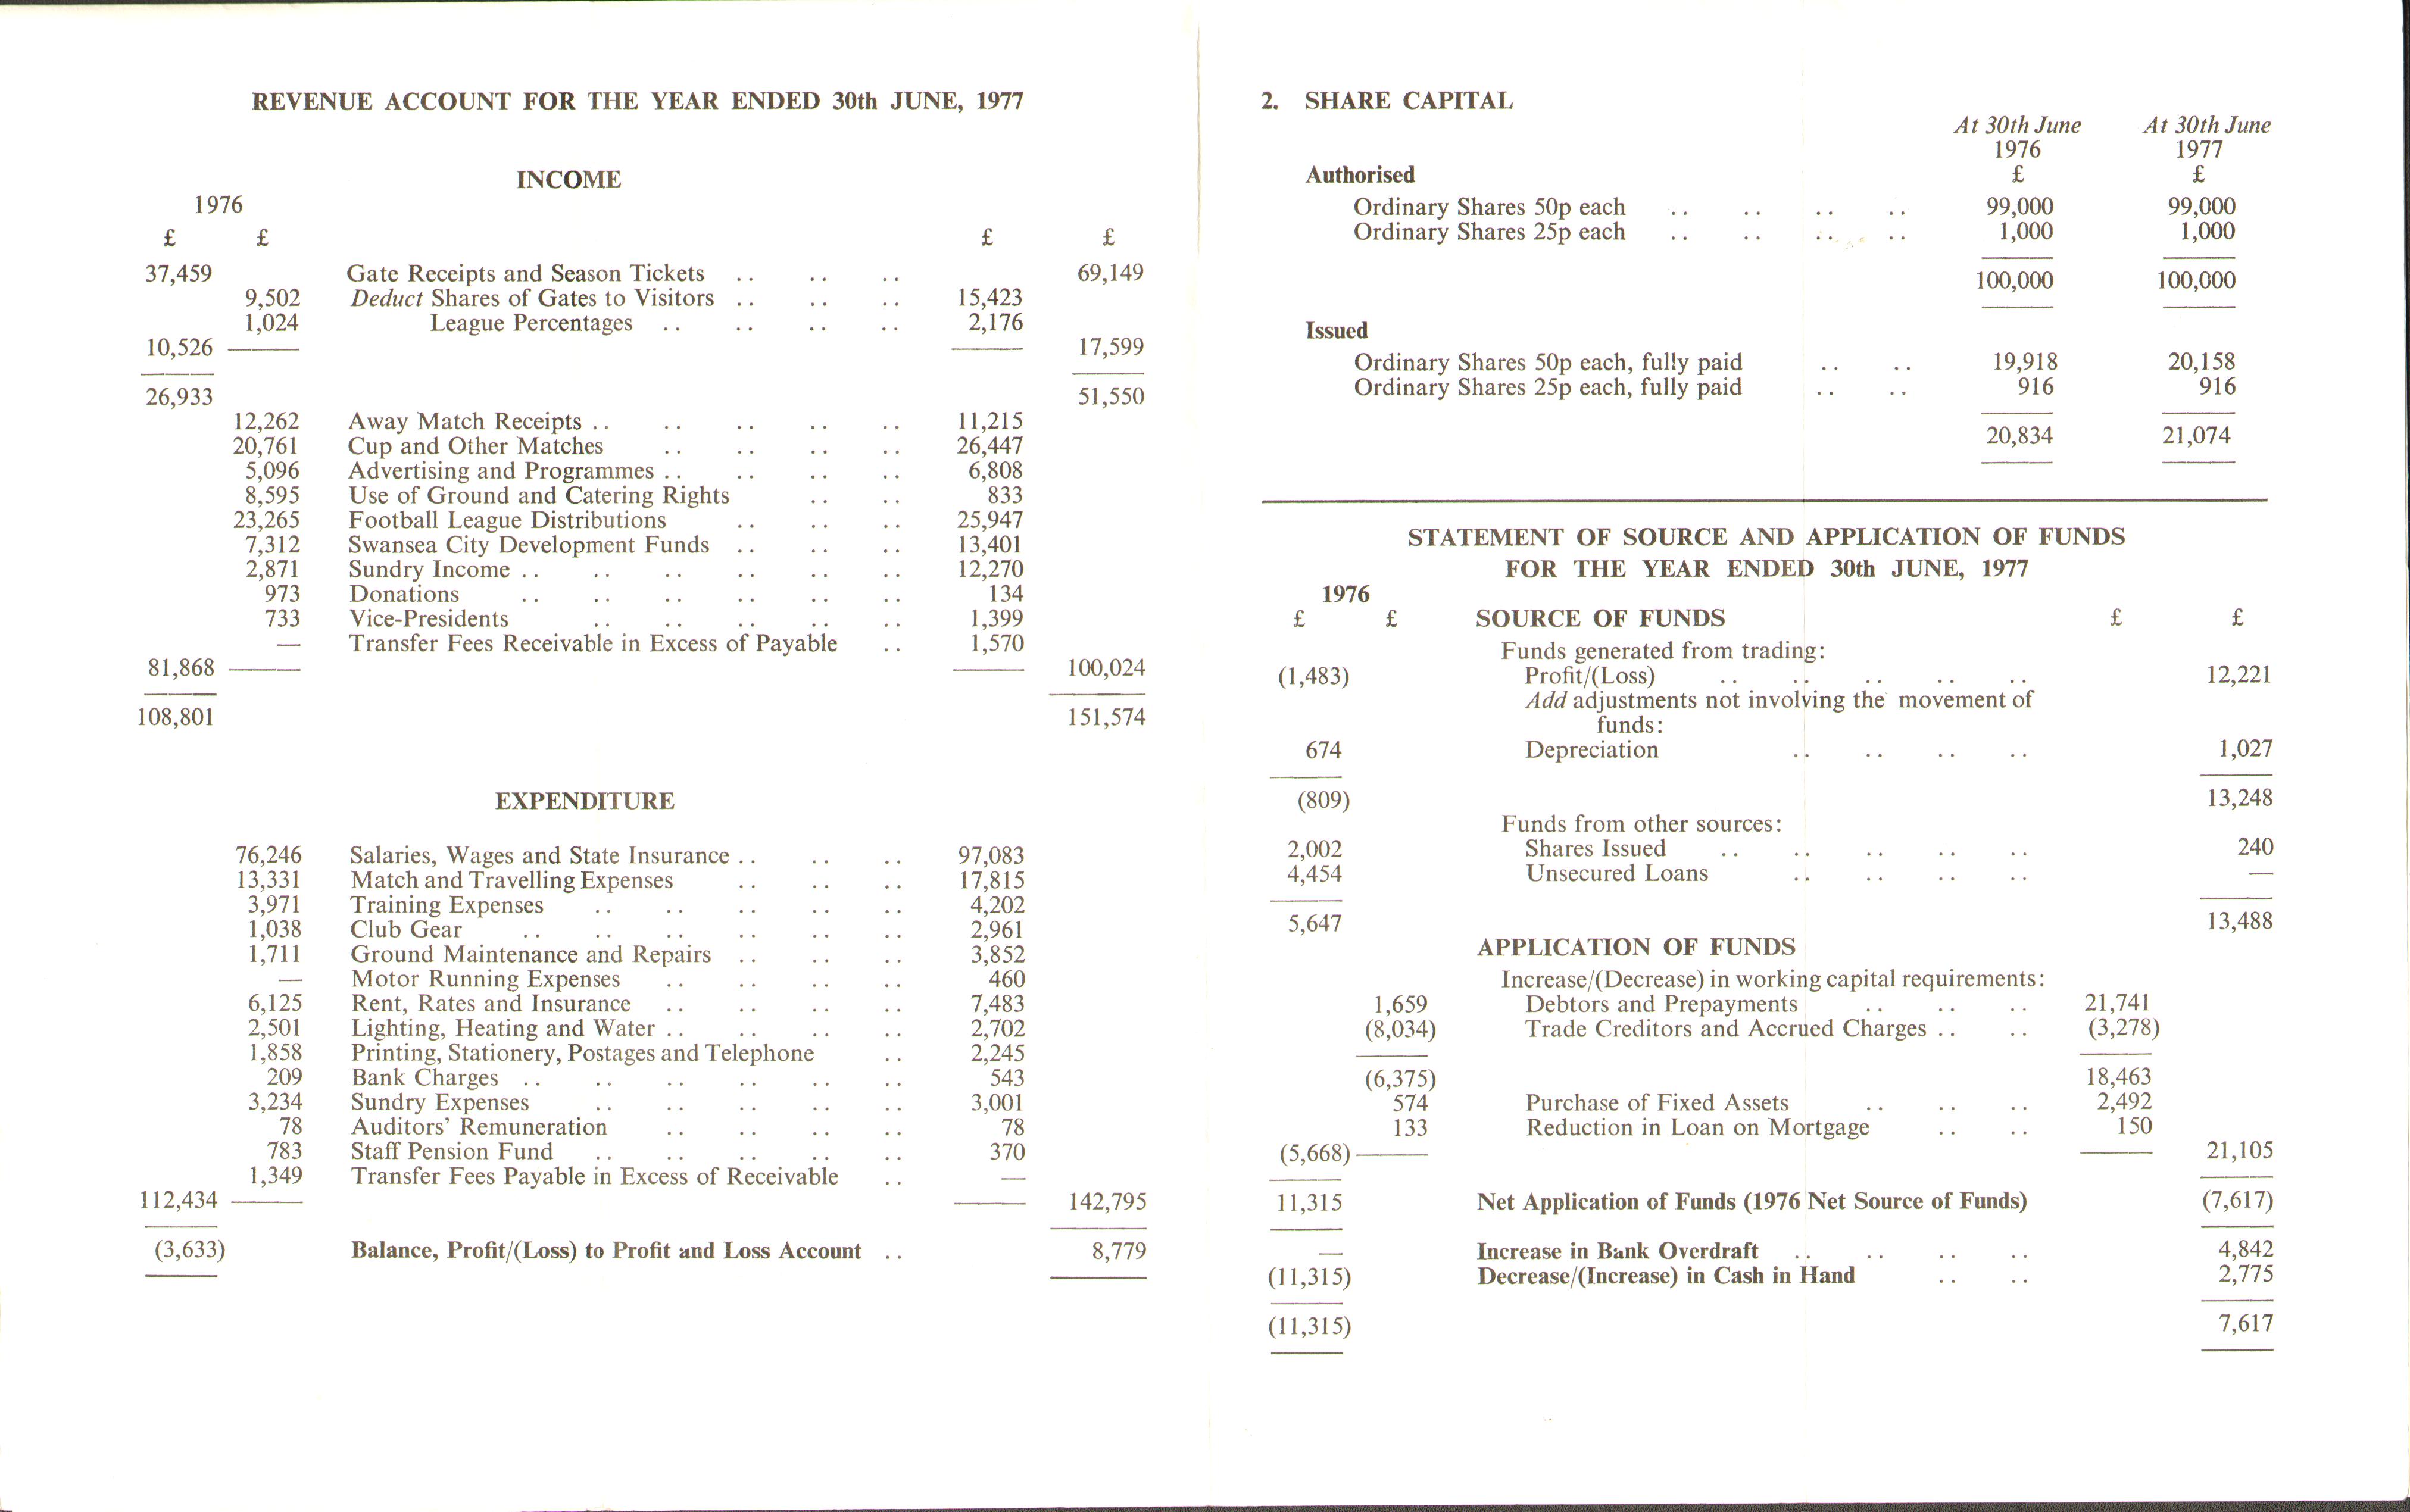 REVENUE ACCOUNT FOR THE YEAR ENDED 30th JUNE, 1977
INCOME
1976
£ £ £ £
37,459 Gate Receipts and Season Tickets .. .. .. 69,149
9,502 Deduct Shares of Gates to Visitors .. .. .. 15,423
1,024 League Percentages .. .. .. .. 2,176
10,526 17,599
26,933 51,550
12,262 Away Match Receipts .. .. .. .. .. 11,215
20,761 Cup and Other Matches .. .. .. .. 26,447
5,096 Advertising and Programmes .. .. .. .. 6,808
8,595 Use of Ground and Catering Rights .. .. 833
23,265 Football League Distributions .. .. .. 25,947
7,312 Swansea City Development Funds .. .. .. 13,401
2,871 Sundry Income .. .. .. .. .. .. 12,270
973 Donations .. .. .. .. .. .. 134
733 Vice-Presidents .. .. .. .. .. 1,399
— Transfer Fees Receivable in Excess of Payable .. 1,570
81,868 100,024
108,801 151,574
EXPENDITURE
76,246 Salaries, Wages and State Insurance .. .. .. 97,083
13,331 Match and Travelling Expenses .. .. .. 17,815
3,971 Training Expenses .. .. .. .. .. 4,202
1,038 Club Gear .. .. .. .. .. .. 2,961
1,711 Ground Maintenance and Repairs .. .. .. 3,852
— Motor Running Expenses .. .. .. .. 460
6,125 Rent, Rates and Insurance .. .. .. .. 7,483
2,501 Lighting, Heating and Water .. .. .. .. 2,702
1,858 Printing, Stationery, Postages and Telephone .. 2,245
209 Bank Charges .. .. .. .. .. .. 543
3,234 Sundry Expenses .. .. .. .. .. 3,001
78 Auditors' Remuneration .. .. .. .. 78
783 Staff Pension Fund .. .. .. .. .. 370
1,349 Transfer Fees Payable in Excess of Receivable .. —
112,434 142,795
(3,633) Balance, Profit/(Loss) to Profit and Loss Account .. 8,779
2. SHARE CAPITAL
At 30th June At 30th June
1976 1977
Authorised £ £
Ordinary Shares 50p each .. .. .. .. 99,000 99,000
Ordinary Shares 25p each .. .. .. .. 1,000 1,000
100,000 100,000
Issued
Ordinary Shares 50p each, fully paid .. .. 19,918 20,158
Ordinary Shares 25p each, fully paid .. .. 916 916
20,834 21,074
STATEMENT OF SOURCE AND APPLICATION OF FUNDS
FOR THE YEAR ENDED 30th JUNE, 1977
1976
£ £ SOURCE OF FUNDS £ £
Funds generated from trading:
(1,483) Profit/(Loss) .. .. .. .. .. 12,221
Add adjustments not involving the movement of
funds:
674 Depreciation .. .. .. .. 1,027
(809) 13,248
Funds from other sources:
2,002 Shares Issued .. .. .. .. .. 240
4,454 Unsecured Loans .. .. .. .. —
5,647 13,488
APPLICATION OF FUNDS
Increase/(Decrease) in working capital requirements:
1,659 Debtors and Prepayments .. .. .. 21,741
(8,034) Trade Creditors and Accrued Charges .. .. (3,278)
(6,375) 18,463
574 Purchase of Fixed Assets .. .. .. 2,492
133 Reduction in Loan on Mortgage .. .. 150
(5,668) 21,105
11,315 Net Application of Funds (1976 Net Source of Funds) (7,617)
— Increase in Bank Overdraft .. .. .. .. 4,842
(11,315) Decrease/(Increase) in Cash in Hand .. .. 2,775
(11,315) 7,617